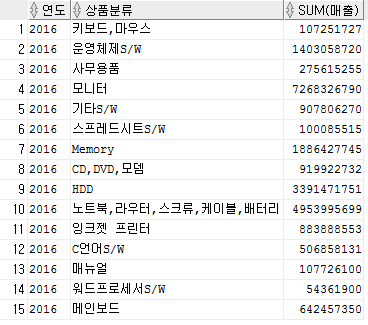 연도 상품분류 SUM(매출)
1 2016 키보드,마우스 107251727
2 2016 운영체제S/W 1403058720
3 2016 사무용품 275615255
4 2016 모니터 7268326790
5 2016 기타S/W 907806270
6 2016 스프레드시트S/W 100085515
7 2016 Memory 1886427745
8 2016 CD,DVD,모뎀 919922732
9 2016 HDD 3391471751
10 2016 노트북,라우터,스크류,케이블,배터리 4953995699
11 2016 잉크젯 프린터 883888553
12 2016 C언어S/W 506858131
13 2016 매뉴얼 107726100
14 2016 워드프로세서S/W 54361900
15 2016 메인보드 642457350